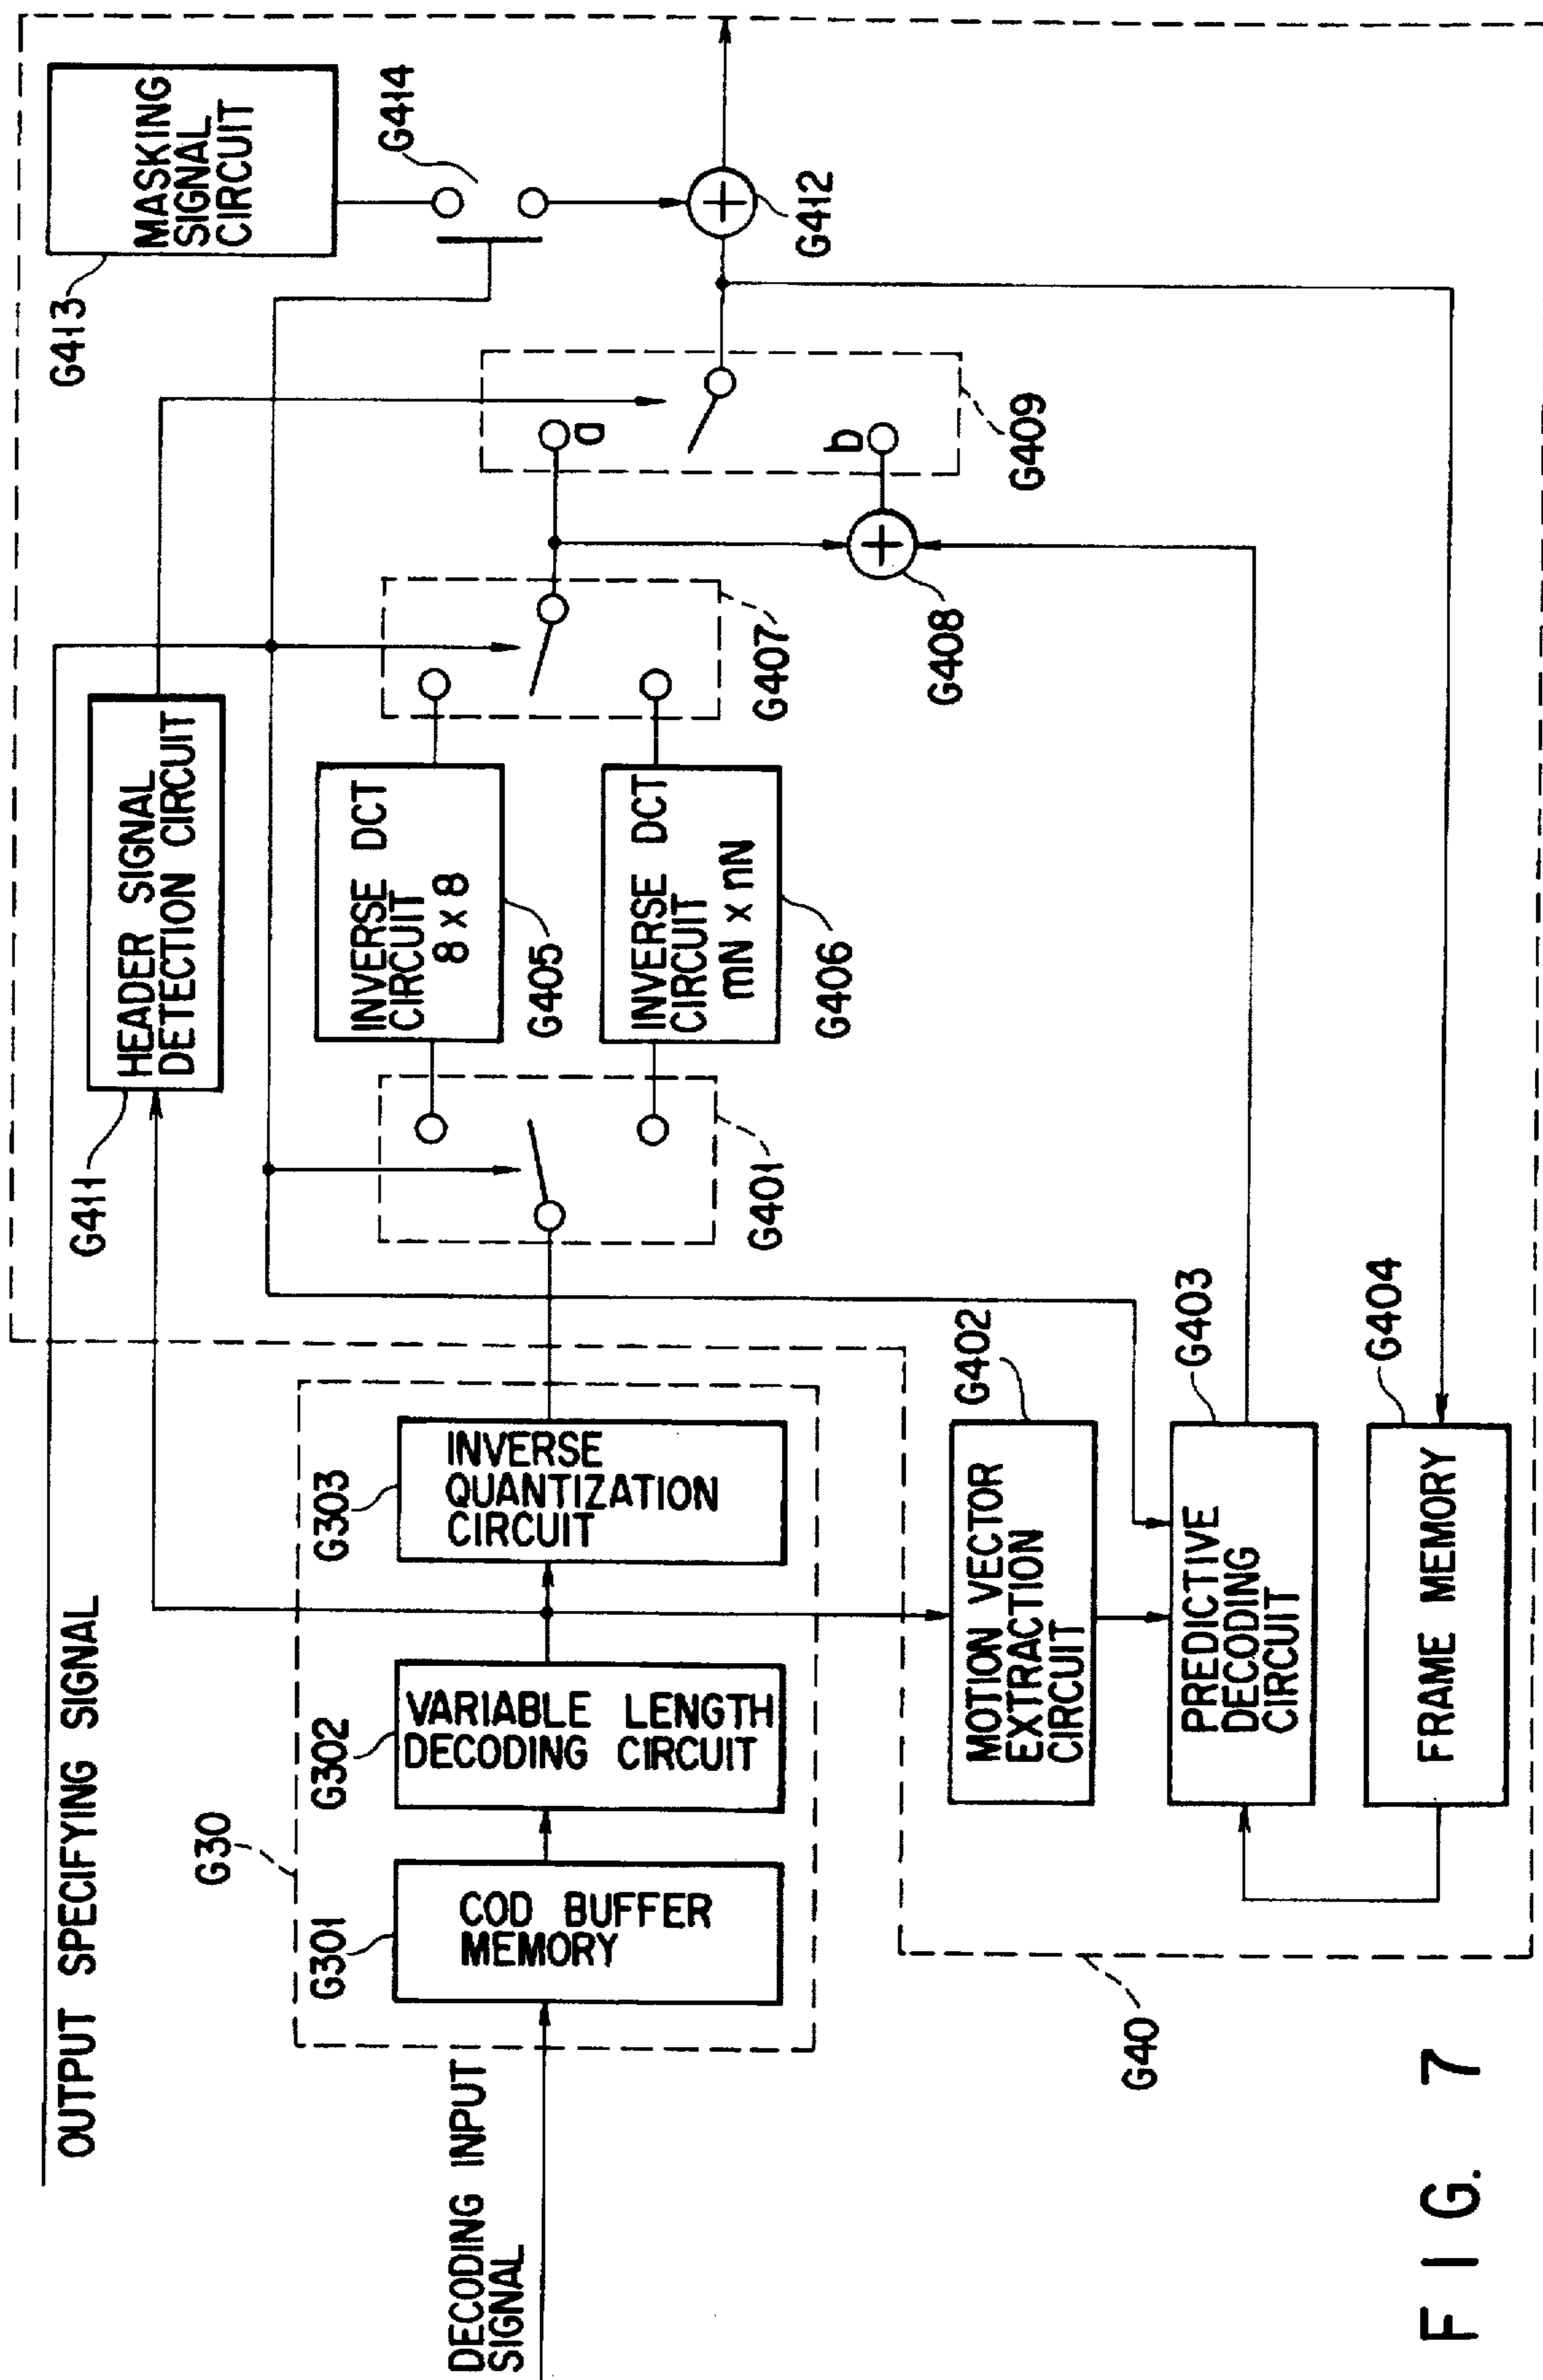 OUTPUT SPECIFYING SIGNAL
G411
HEADER SIGNAL
DETECTION CIRCUIT
G413
MASKING
SIGNAL
CIRCUIT
G414
DECODING INPUT
SIGNAL
G30
G301
COD BUFFER
MEMORY
G302
VARIABLE LENGTH
DECODING CIRCUIT
G303
INVERSE
QUANTIZATION
CIRCUIT
G401
INVERSE DCT
CIRCUIT
8 x 8
G405
INVERSE DCT
CIRCUIT
mN x nN
G406
G407
a
b
G408
G409
G412
G402
MOTION VECTOR
EXTRACTION
CIRCUIT
G403
PREDICTIVE
DECODING
CIRCUIT
G404
FRAME MEMORY
G40
FIG. 7